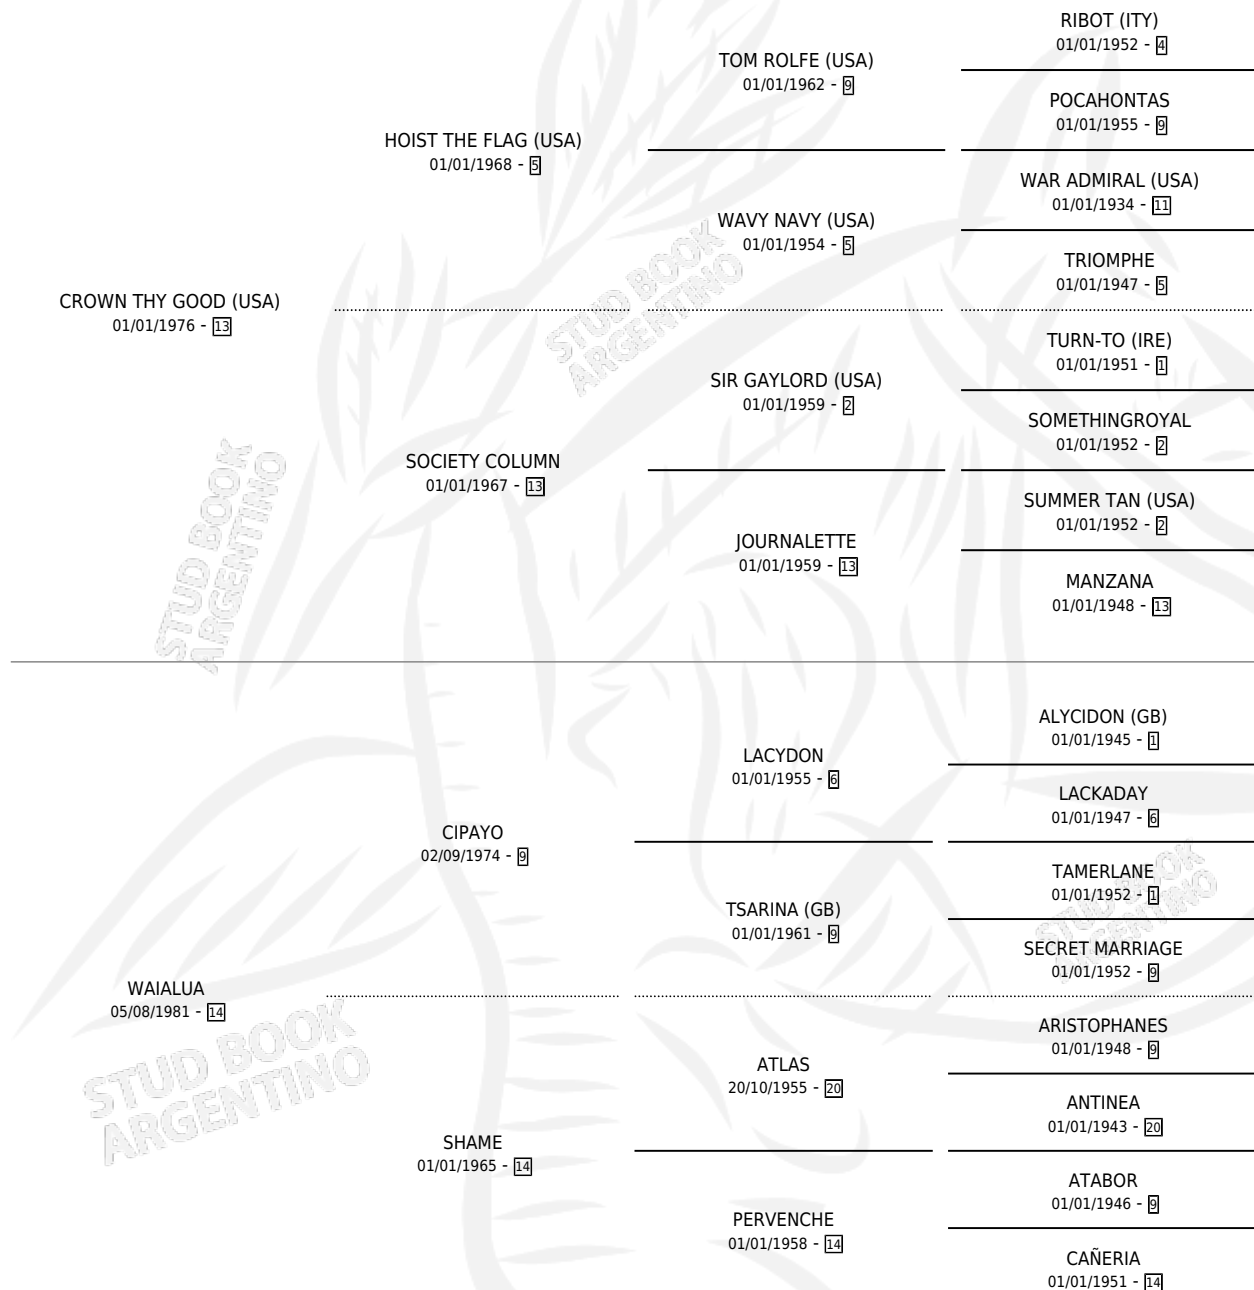 RIBOT (ITY)
01/01/1952 - 4
TOM ROLFE (USA)
01/01/1962 - 9
POCAHONTAS
01/01/1955 - 9
HOIST THE FLAG (USA)
01/01/1968 - 5
WAR ADMIRAL (USA)
01/01/1934 - 11
WAVY NAVY (USA)
01/01/1954 - 5
TRIOMPHE
01/01/1947 - 5
CROWN THY GOOD (USA)
01/01/1976 - 13
TURN-TO (IRE)
01/01/1951 - 1
SIR GAYLORD (USA)
01/01/1959 - 2
SOMETHINGROYAL
01/01/1952 - 2
SOCIETY COLUMN
01/01/1967 - 13
SUMMER TAN (USA)
01/01/1952 - 2
JOURNALETTE
01/01/1959 - 13
MANZANA
01/01/1948 - 13
ALYCIDON (GB)
01/01/1945 - 1
LACYDON
01/01/1955 - 6
LACKADAY
01/01/1947 - 6
CIPAYO
02/09/1974 - 9
TAMERLANE
01/01/1952 - 1
TSARINA (GB)
01/01/1961 - 9
SECRET MARRIAGE
01/01/1952 - 9
WAIALUA
05/08/1981 - 14
ARISTOPHANES
01/01/1948 - 9
ATLAS
20/10/1955 - 20
ANTINEA
01/01/1943 - 20
SHAME
01/01/1965 - 14
ATABOR
01/01/1946 - 9
PERVENCHE
01/01/1958 - 14
CAÑERIA
01/01/1951 - 14
STUD BOOK
ARGENTINO
STUD BOOK
ARGENTINO
STUD BOOK
ARGENTINO
STUD BOOK
ARGENTINO